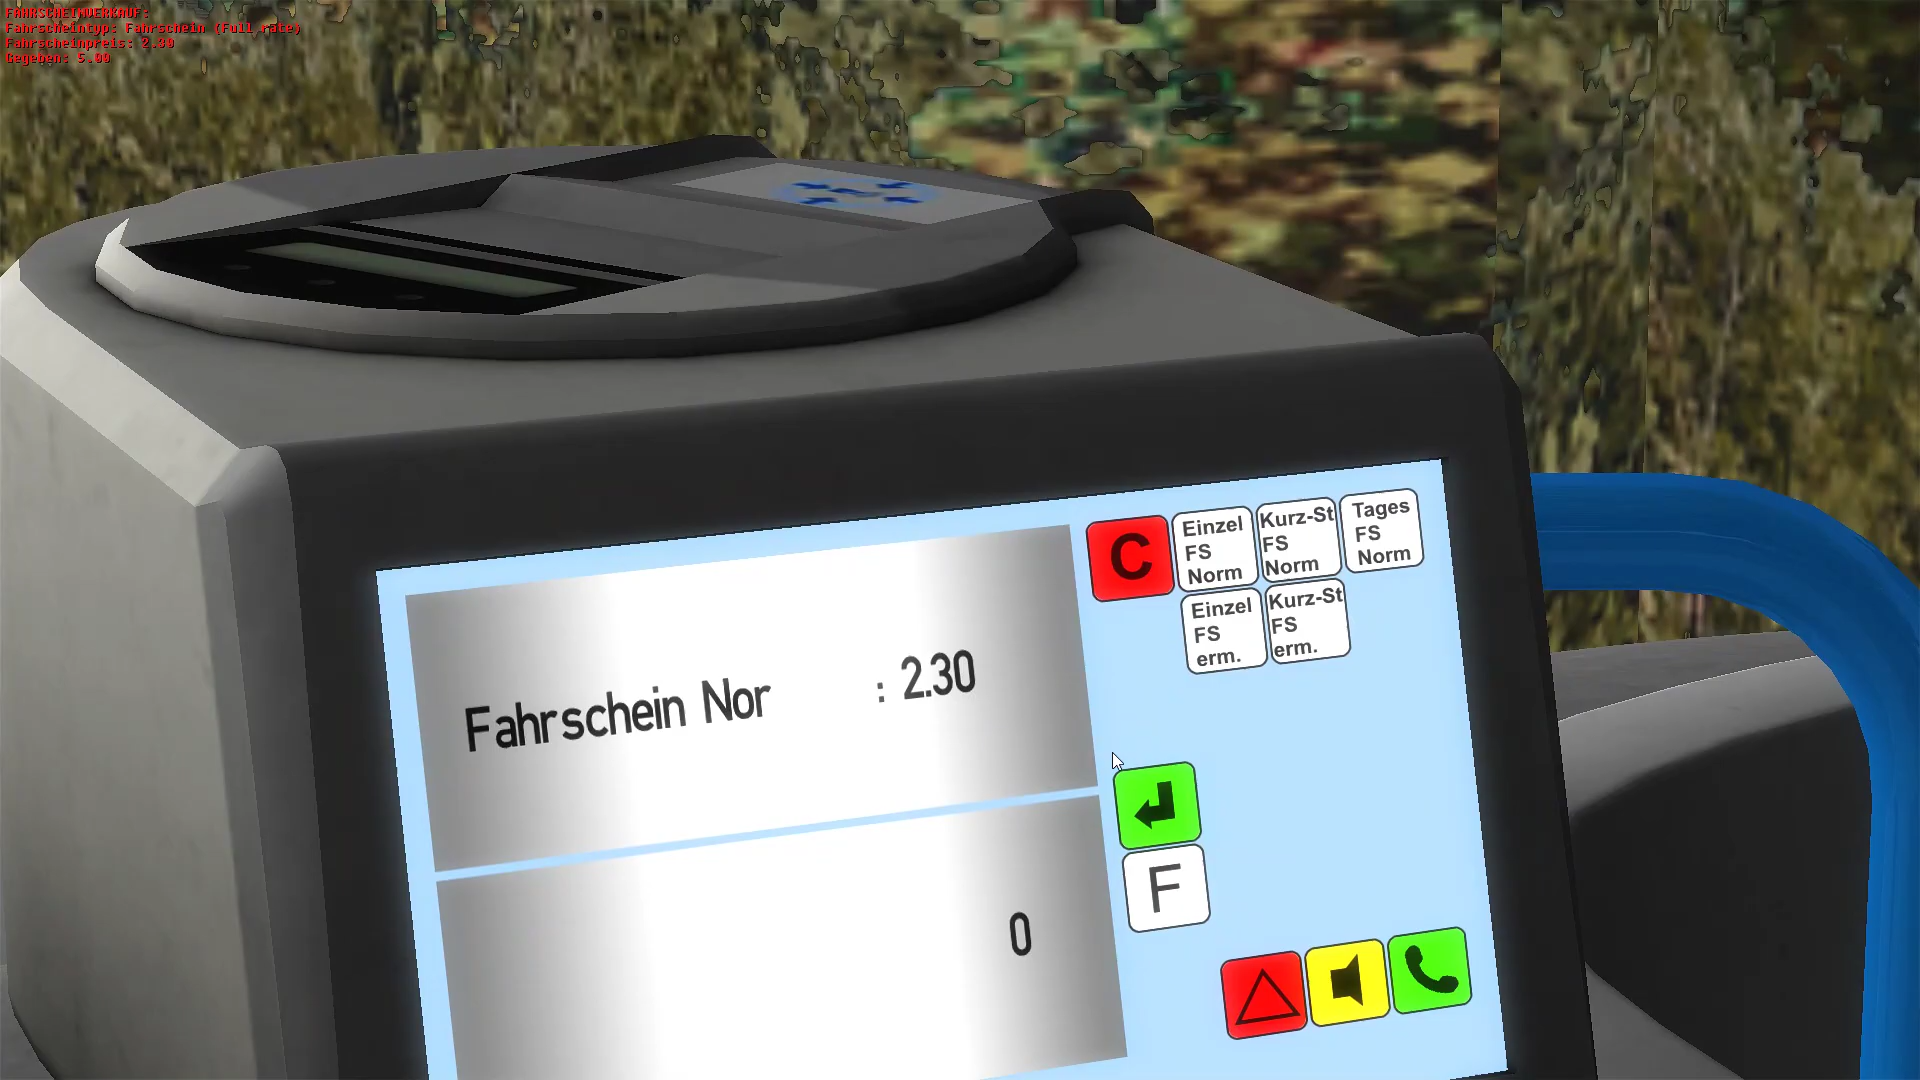 FAHRSCHEINVERKAUF:
Fahrscheintyp: Fahrschein (Full rate)
Fahrscheinpreis: 2.30
Gegeben: 5.00
C
Einzel
FS
Norm
Kurz-St
FS
Norm
Tages
FS
Norm
Einzel
FS
erm.
Kurz-St
FS
erm.
Fahrschein Nor : 2.30
F
0